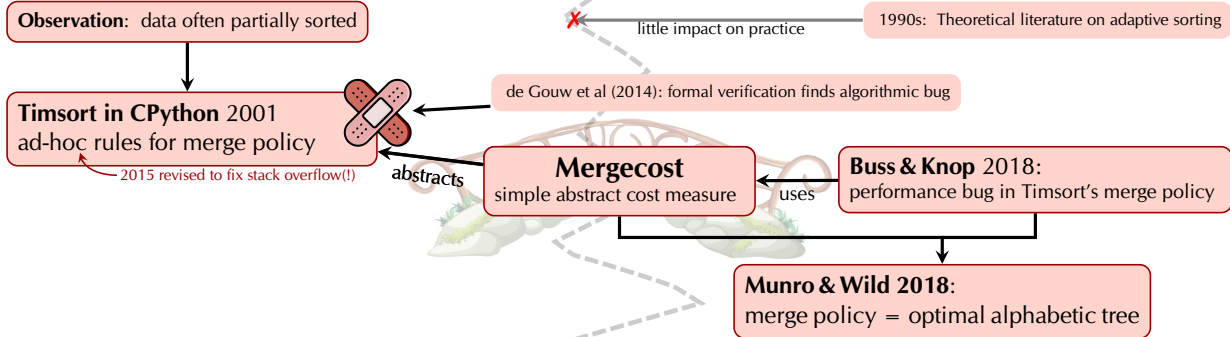 Observation: data often partially sorted
1990s: Theoretical literature on adaptive sorting
little impact on practice
de Gouw et al (2014): formal verification finds algorithmic bug
Timsort in CPython 2001
ad-hoc rules for merge policy
2015 revised to fix stack overflow(!)
abstracts
Mergecost
simple abstract cost measure
uses
Buss & Knop 2018:
performance bug in Timsort's merge policy
Munro & Wild 2018:
merge policy = optimal alphabetic tree